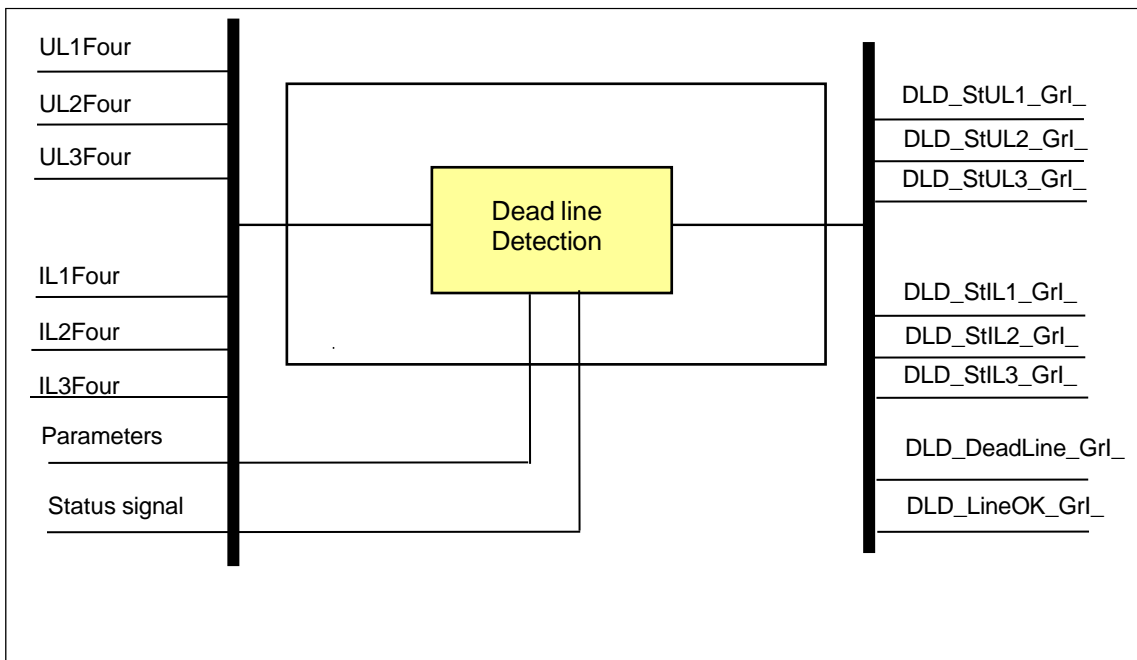 UL1Four
UL2Four
UL3Four
IL1Four
IL2Four
IL3Four
Parameters
Status signal
Dead line
Detection
DLD_StUL1_GrI_
DLD_StUL2_GrI_
DLD_StUL3_GrI_
DLD_StIL1_GrI_
DLD_StIL2_GrI_
DLD_StIL3_GrI_
DLD_DeadLine_GrI_
DLD_LineOK_GrI_